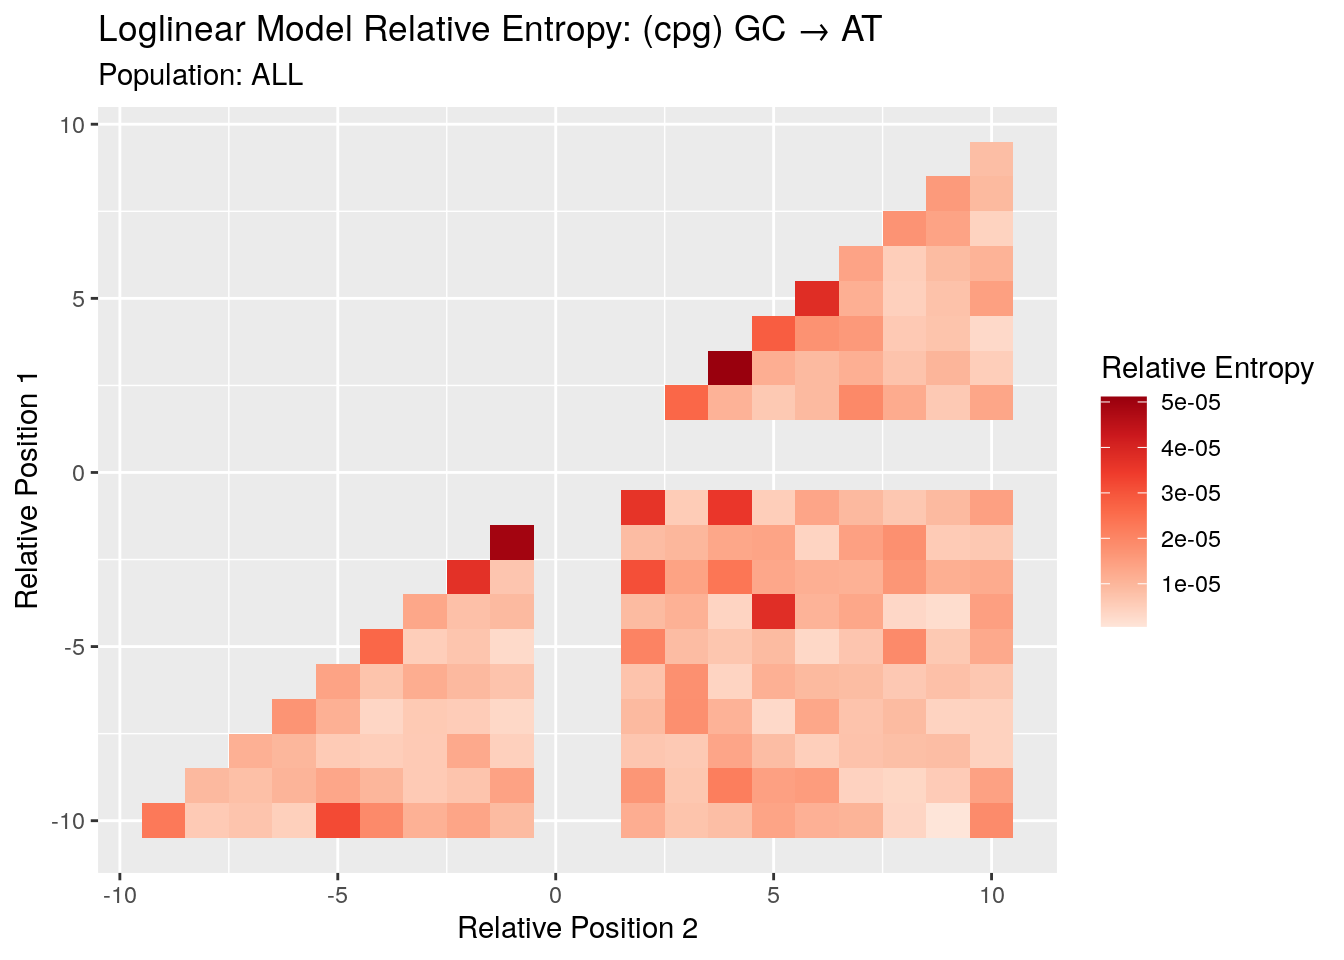 Loglinear Model Relative Entropy: (cpg) GC → AT
Population: ALL
10
5
0
-5
-10
Relative Position 1
-10
-5
0
5
10
Relative Position 2
Relative Entropy
5e-05
4e-05
3e-05
2e-05
1e-05